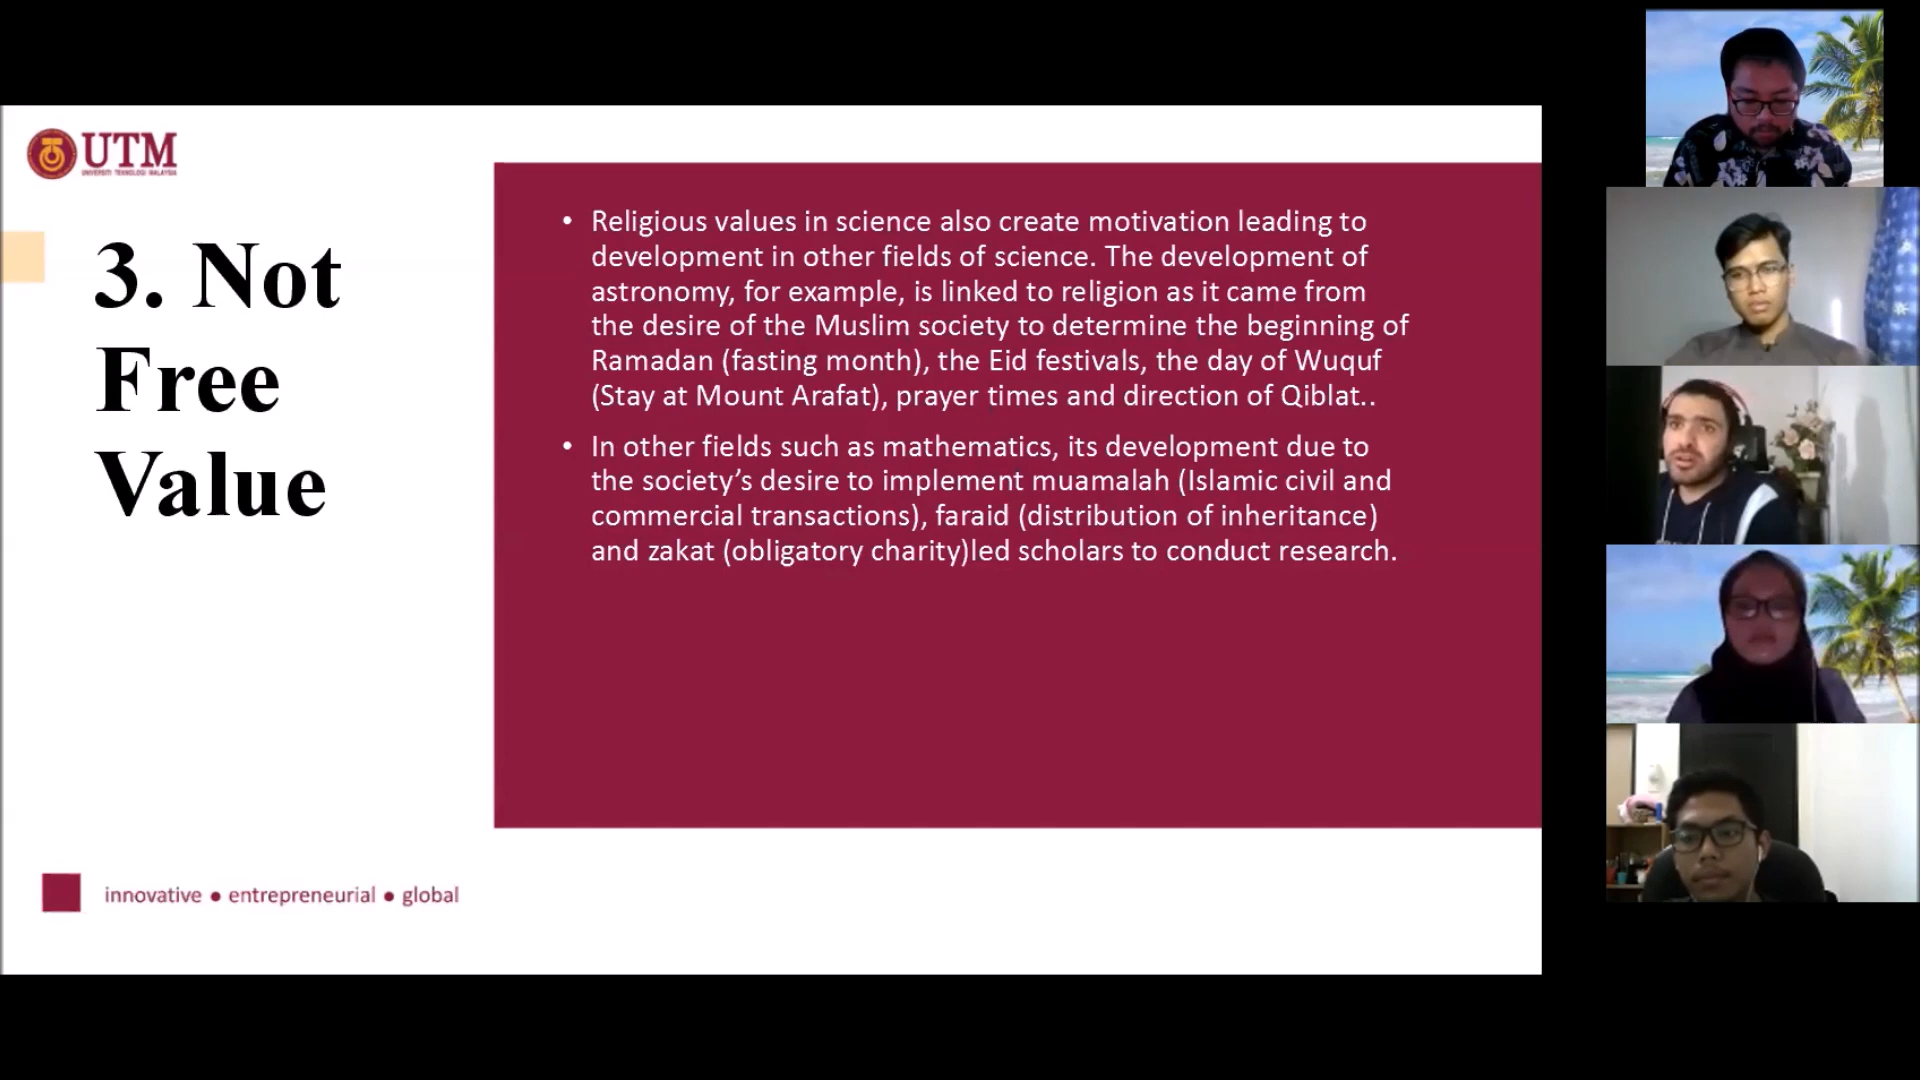 UTM
UNIVERSITI TEKNOLOGI MALAYSIA
3. Not
Free
Value
• Religious values in science also create motivation leading to
development in other fields of science. The development of
astronomy, for example, is linked to religion as it came from
the desire of the Muslim society to determine the beginning of
Ramadan (fasting month), the Eid festivals, the day of Wuquf
(Stay at Mount Arafat), prayer times and direction of Qiblat..
• In other fields such as mathematics, its development due to
the society’s desire to implement muamalah (Islamic civil and
commercial transactions), faraid (distribution of inheritance)
and zakat (obligatory charity)led scholars to conduct research.
innovative ● entrepreneurial ● global